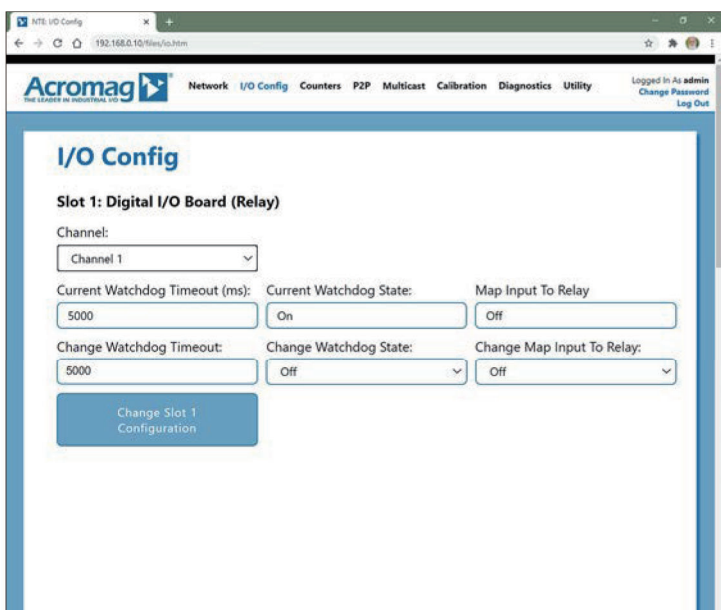 NTE: I/O Config
192.168.0.10/files/io.htm
Acromag
THE LEADER IN INDUSTRIAL I/O
Network I/O Config Counters P2P Multicast Calibration Diagnostics Utility
Logged In As admin
Change Password
Log Out
I/O Config
Slot 1: Digital I/O Board (Relay)
Channel:
Channel 1
Current Watchdog Timeout (ms): Current Watchdog State: Map Input To Relay
5000 On Off
Change Watchdog Timeout: Change Watchdog State: Change Map Input To Relay:
5000 Off Off
Change Slot 1
Configuration